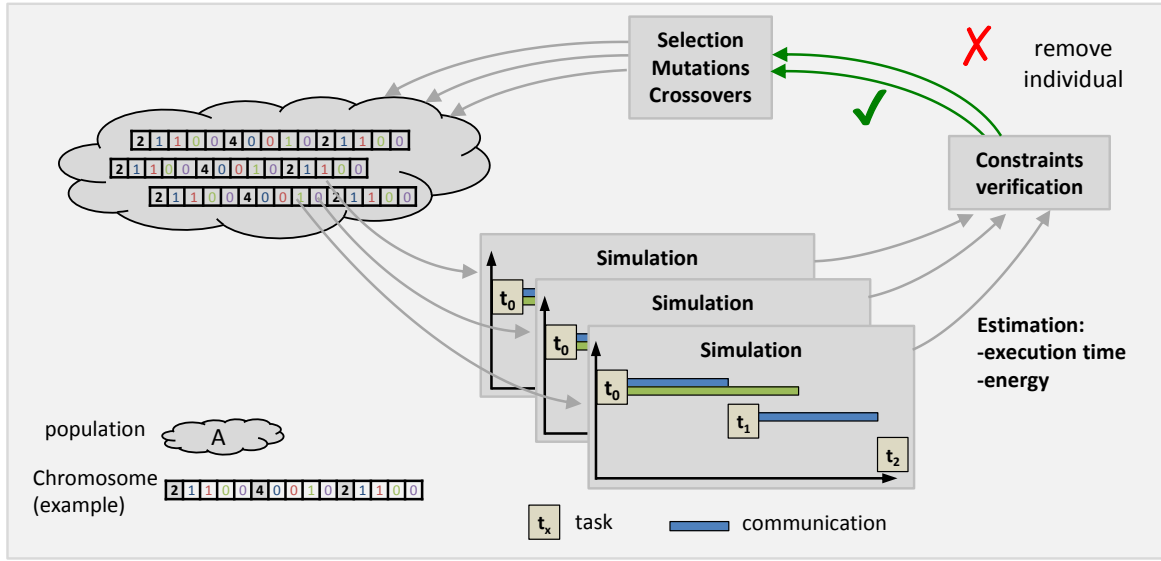 Selection
Mutations
Crossovers
✗
remove
individual
✓
2 1 1 0 0 4 0 0 1 0 2 1 1 0 0
2 1 1 0 0 4 0 0 1 0 2 1 1 0 0
2 1 1 0 0 4 0 0 1 0 2 1 1 0 0
Constraints
verification
Simulation
t0
Simulation
t0
Simulation
t0
t1
t2
Estimation:
-execution time
-energy
population
A
Chromosome
(example)
2 1 1 0 0 4 0 0 1 0 2 1 1 0 0
tx task
communication